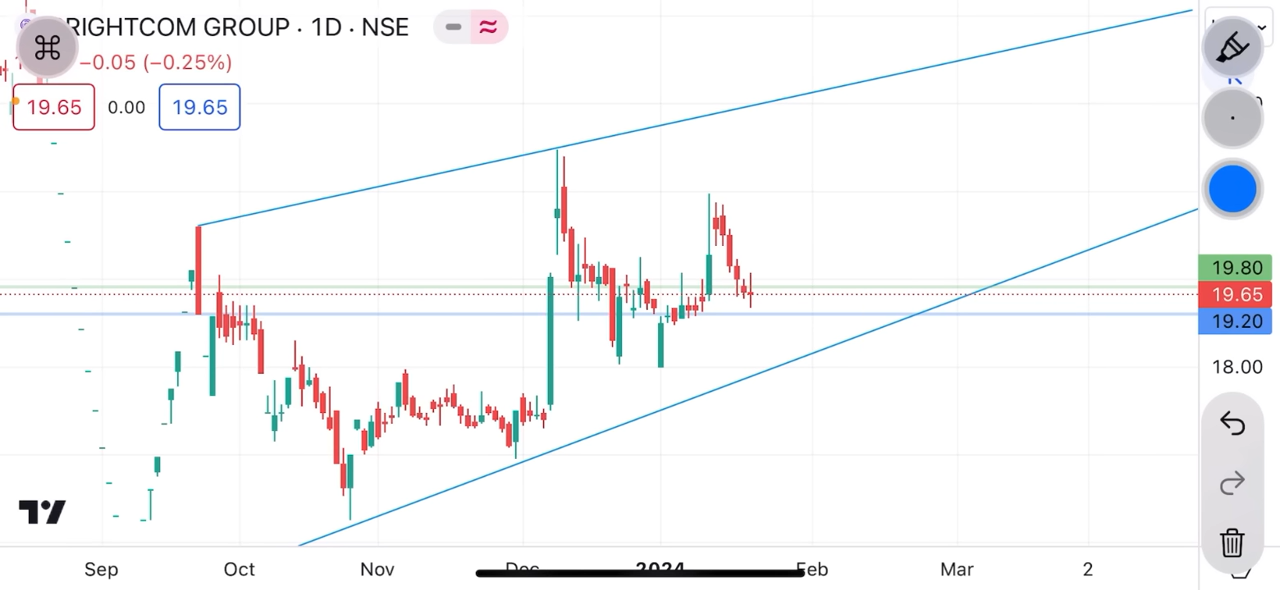 RIGHTCOM GROUP · 1D · NSE
−0.05 (−0.25%)
19.65 0.00 19.65
19.80
19.65
19.20
18.00
Sep Oct Nov Dec 2024 Feb Mar 2